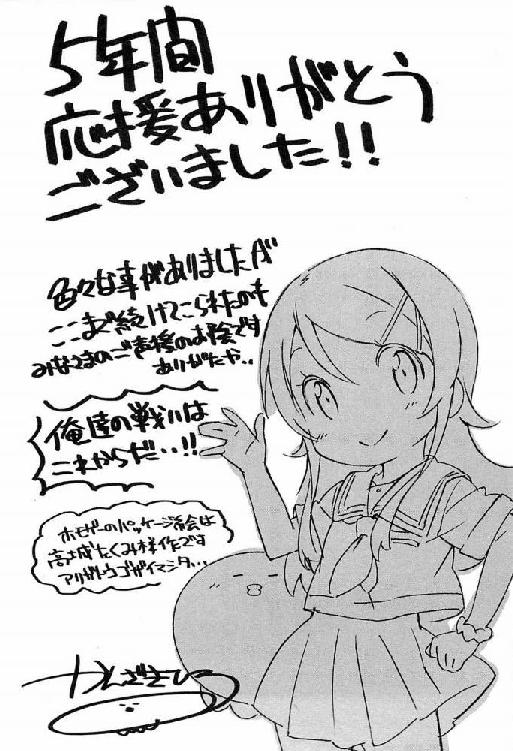 5年間
応援ありがとう
ございました!!
色々な事がありましたが
ここまで続けてこられたのも
みなさまのご声援のお陰です
ありがたや..
俺達の戦いは
これからだ…!!
ホモゲーのパッケージ漫会は
高城たくみ作です
アリガトウゴザイマシタ…
かんざきひろ